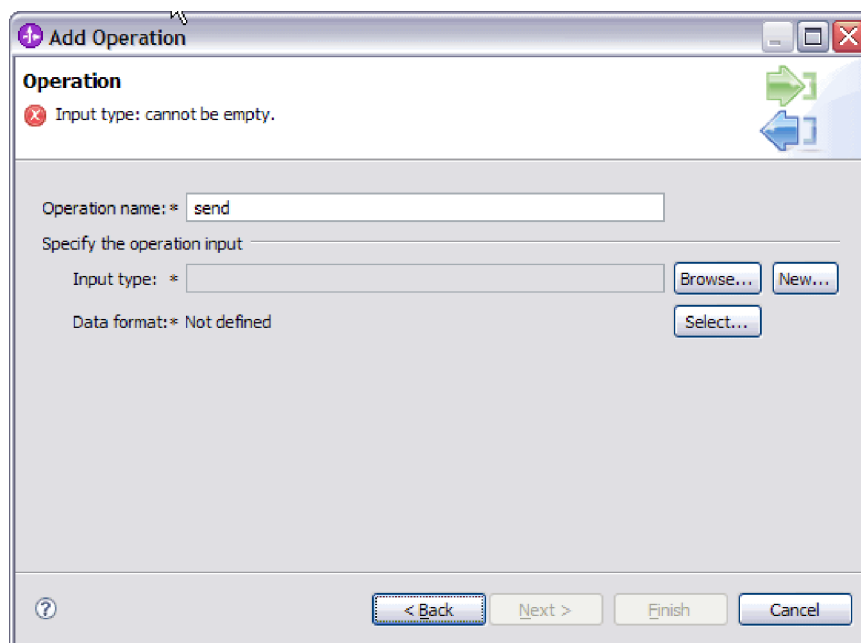 Add Operation
Operation
Input type: cannot be empty.
Operation name:* send
Specify the operation input
Input type: * Browse... New...
Data format:* Not defined Select...
? < Back Next > Finish Cancel